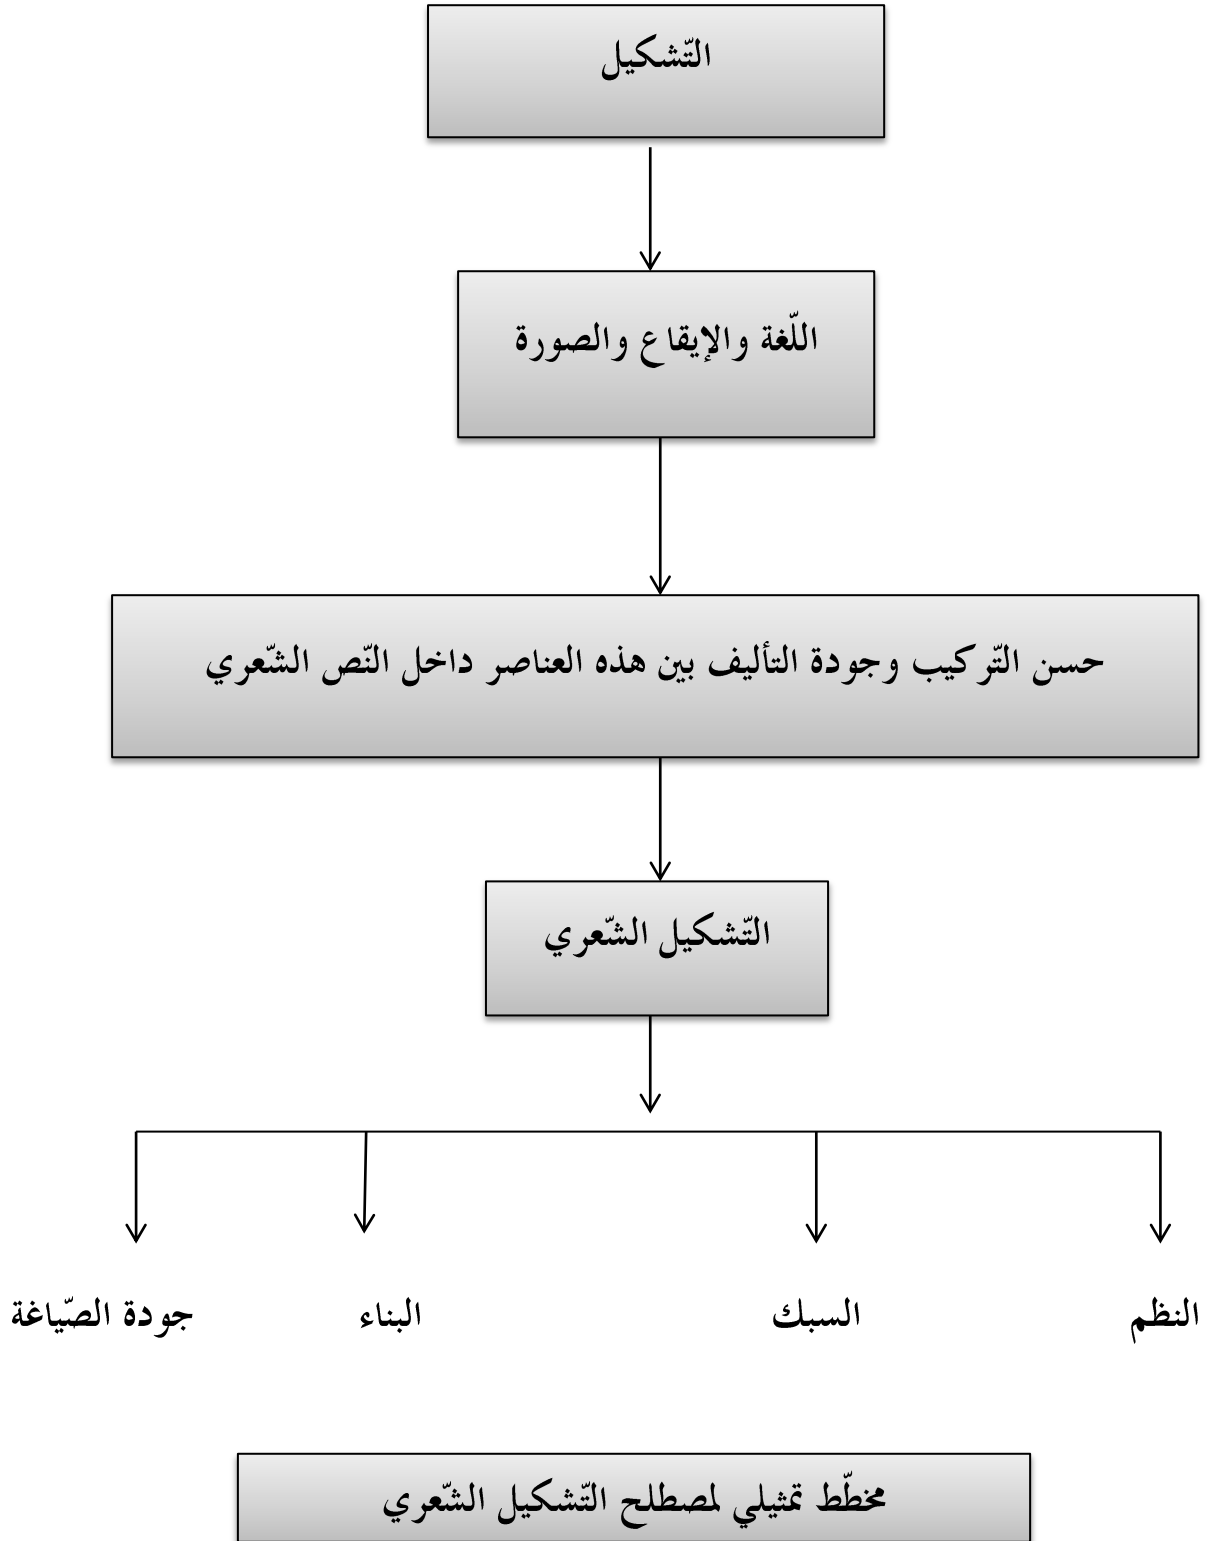 التّشكيل
اللّغة والإيقاع والصورة
حسن التّركيب وجودة التأليف بين هذه العناصر داخل النّص الشّعري
التّشكيل الشّعري
النظم
السبك
البناء
جودة الصّياغة
مخطّط تمثيلي لمصطلح التّشكيل الشّعري